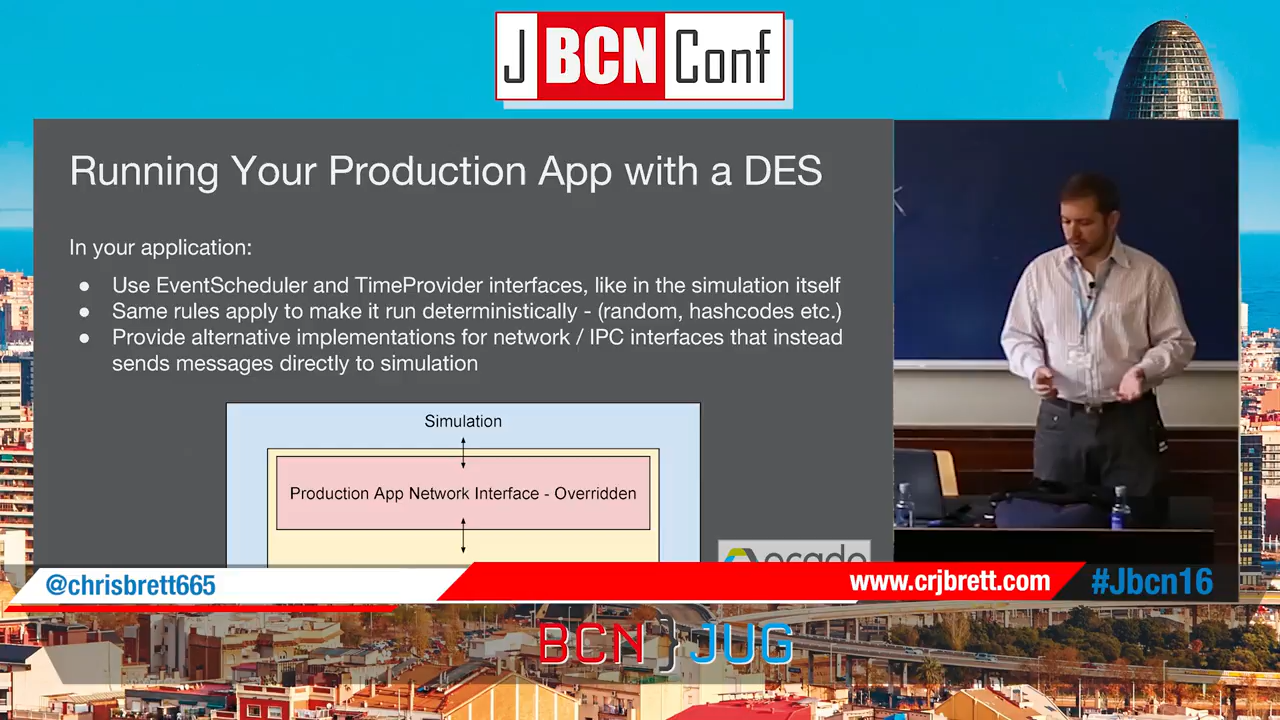 J BCN Conf
Running Your Production App with a DES
In your application:
● Use EventScheduler and TimeProvider interfaces, like in the simulation itself
● Same rules apply to make it run deterministically - (random, hashcodes etc.)
● Provide alternative implementations for network / IPC interfaces that instead
sends messages directly to simulation
Simulation
Production App Network Interface - Overridden
ocado
@chrisbrett665
www.crjbrett.com
#Jbcn16
BCN JUG